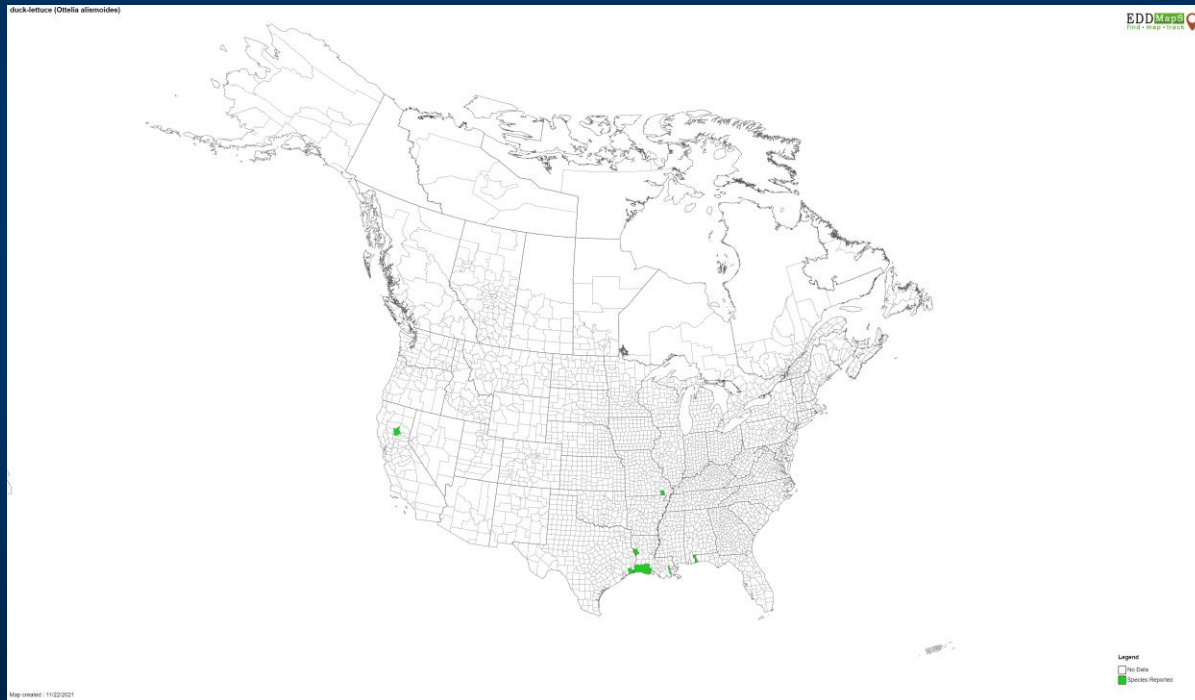 duck-lettuce (Ottelia alismoides)
EDDMapS
find • map • track
Legend
No Data
Species Reported
Map created : 11/22/2021